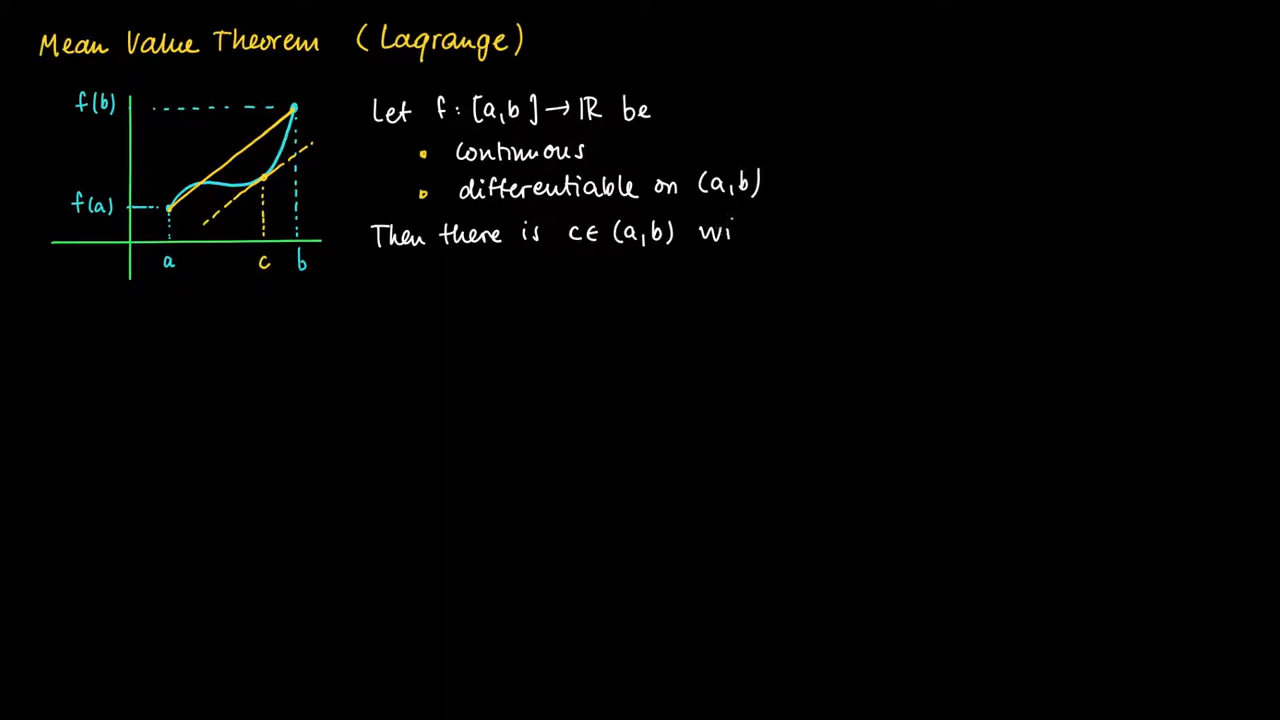 Mean Value Theorem (Lagrange)
f(b)
f(a)
a c b
Let f: [a,b] → ℝ be
• continuous
• differentiable on (a,b)
Then there is c ∈ (a,b) wi